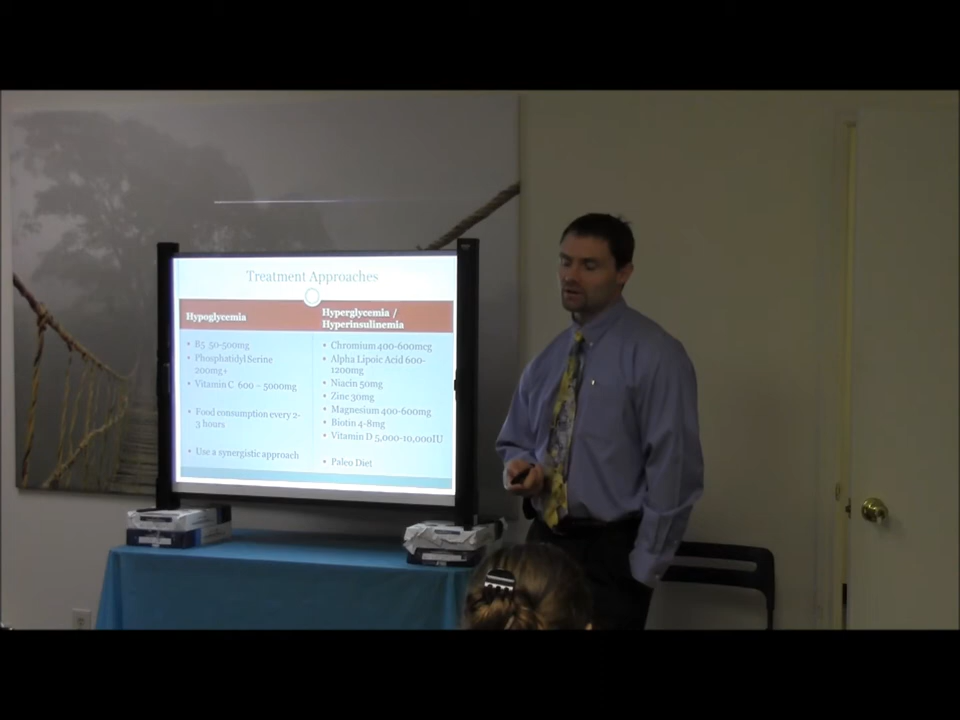 Treatment Approaches
Hypoglycemia
B5 50-500mg
Phosphatidyl Serine
200mg+
Vitamin C 600 – 5000mg
Food consumption every 2-
3 hours
Use a synergistic approach
Hyperglycemia /
Hyperinsulinemia
Chromium 400-600mcg
Alpha Lipoic Acid 600-
1200mg
Niacin 50mg
Zinc 30mg
Magnesium 400-600mg
Biotin 4-8mg
Vitamin D 5,000-10,000IU
Paleo Diet